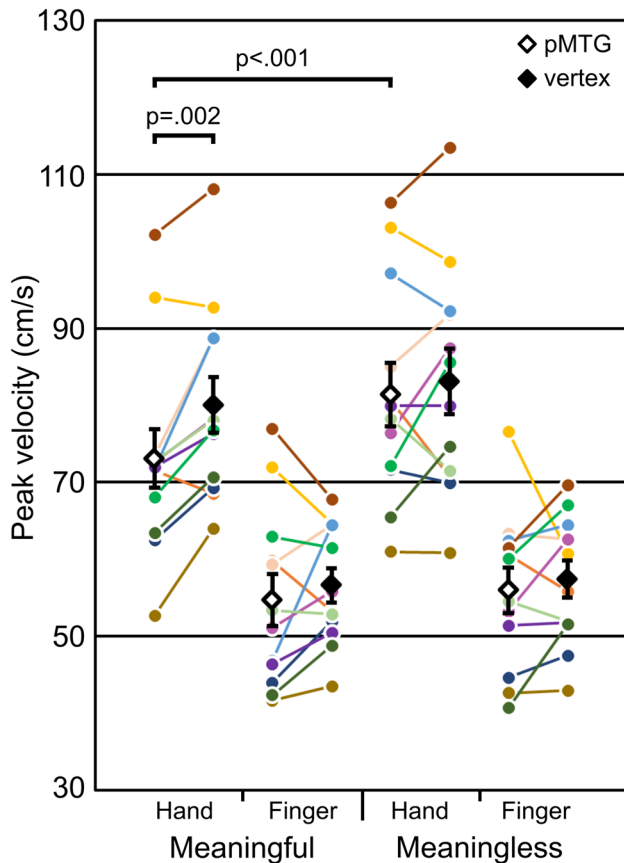 130
pMTG
vertex
p<.001
p=.002
110
90
70
50
30
Peak velocity (cm/s)
Hand Finger Hand Finger
Meaningful Meaningless